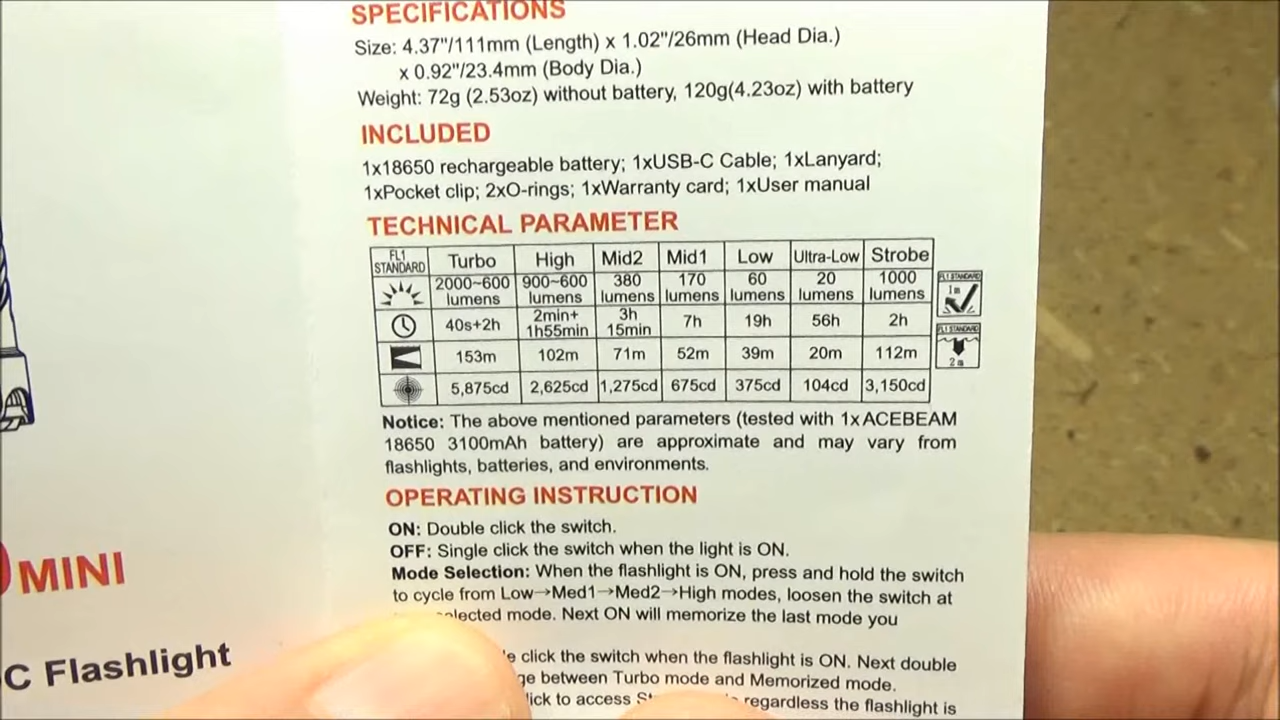 SPECIFICATIONS
Size: 4.37"/111mm (Length) x 1.02"/26mm (Head Dia.)
x 0.92"/23.4mm (Body Dia.)
Weight: 72g (2.53oz) without battery, 120g(4.23oz) with battery
INCLUDED
1x18650 rechargeable battery; 1xUSB-C Cable; 1xLanyard;
1xPocket clip; 2xO-rings; 1xWarranty card; 1xUser manual
TECHNICAL PARAMETER
FL1 STANDARD Turbo High Mid2 Mid1 Low Ultra-Low Strobe
2000~600 lumens 900~600 lumens 380 lumens 170 lumens 60 lumens 20 lumens 1000 lumens
40s+2h 2min+ 1h55min 3h 15min 7h 19h 56h 2h
153m 102m 71m 52m 39m 20m 112m
5,875cd 2,625cd 1,275cd 675cd 375cd 104cd 3,150cd
FL1 STANDARD
1m
FL1 STANDARD
2m
Notice: The above mentioned parameters (tested with 1xACEBEAM
18650 3100mAh battery) are approximate and may vary from
flashlights, batteries, and environments.
OPERATING INSTRUCTION
ON: Double click the switch.
OFF: Single click the switch when the light is ON.
Mode Selection: When the flashlight is ON, press and hold the switch
to cycle from Low→Med1→Med2→High modes, loosen the switch at
mode. Next ON will memorize the last mode you
click the switch when the flashlight is ON. Next double
between Turbo mode and Memorized mode.
to access regardless the flashlight is
MINI
C Flashlight